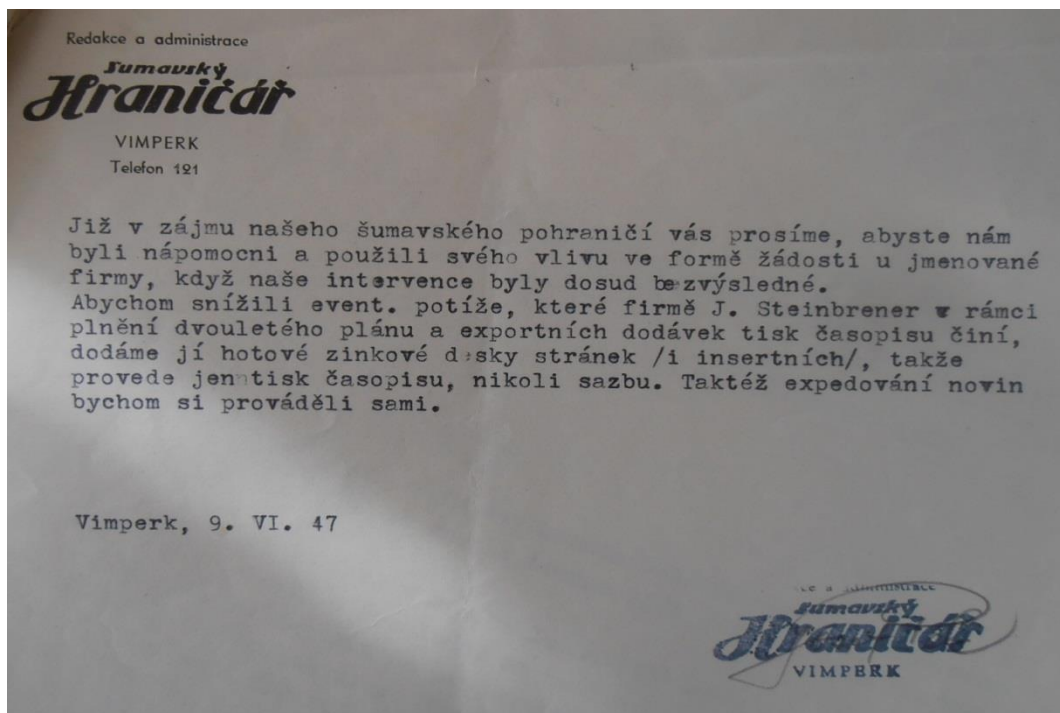 Redakce a administrace
Šumavský
Hraničář
VIMPERK
Telefon 121
Již v zájmu našeho šumavského pohraničí vás prosíme, abyste nám
byli nápomocni a použili svého vlivu ve formě žádosti u jmenované
firmy, když naše intervence byly dosud bezvýsledné.
Abychom snížili event. potíže, které firmě J. Steinbrener v rámci
plnění dvouletého plánu a exportních dodávek tisk časopisu činí,
dodáme jí hotové zinkové desky stránek /i insertních/, takže
provede jen tisk časopisu, nikoli sazbu. Taktéž expedování novin
bychom si prováděli sami.
Vimperk, 9. VI. 47
a administrace
Šumavský
Hraničář
VIMPERK